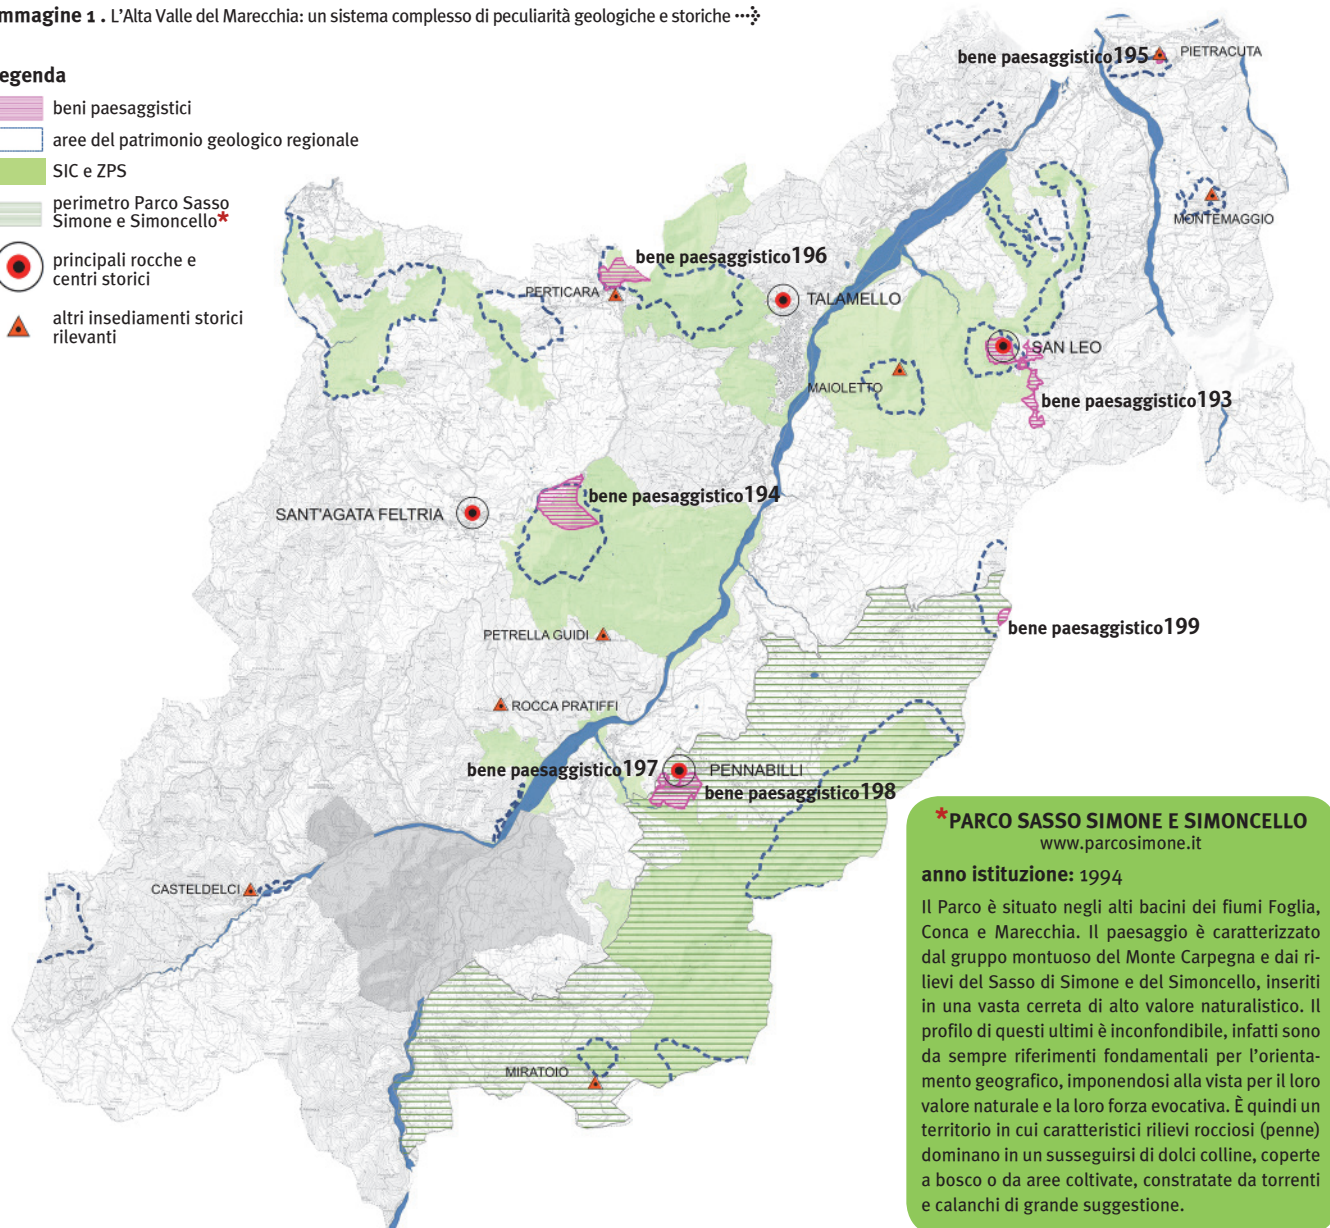 mmagine 1 . L'Alta Valle del Marecchia: un sistema complesso di peculiarità geologiche e storiche
egenda
beni paesaggistici
aree del patrimonio geologico regionale
SIC e ZPS
perimetro Parco Sasso
Simone e Simoncello*
principali rocche e
centri storici
altri insediamenti storici
rilevanti
bene paesaggistico195
PIETRACUTA
MONTEMAGGIO
bene paesaggistico196
PERTICARA
TALAMELLO
SAN LEO
MAIOLETTO
bene paesaggistico193
bene paesaggistico194
SANT'AGATA FELTRIA
bene paesaggistico199
PETRELLA GUIDI
ROCCA PRATIFFI
bene paesaggistico197
PENNABILLI
bene paesaggistico198
CASTELDELCI
MIRATOIO
*PARCO SASSO SIMONE E SIMONCELLO
www.parcosimone.it
anno istituzione: 1994
Il Parco è situato negli alti bacini dei fiumi Foglia,
Conca e Marecchia. Il paesaggio è caratterizzato
dal gruppo montuoso del Monte Carpegna e dai ri-
lievi del Sasso di Simone e del Simoncello, inseriti
in una vasta cerreta di alto valore naturalistico. Il
profilo di questi ultimi è inconfondibile, infatti sono
da sempre riferimenti fondamentali per l'orienta-
mento geografico, imponendosi alla vista per il loro
valore naturale e la loro forza evocativa. È quindi un
territorio in cui caratteristici rilievi rocciosi (penne)
dominano in un susseguirsi di dolci colline, coperte
a bosco o da aree coltivate, constratate da torrenti
e calanchi di grande suggestione.